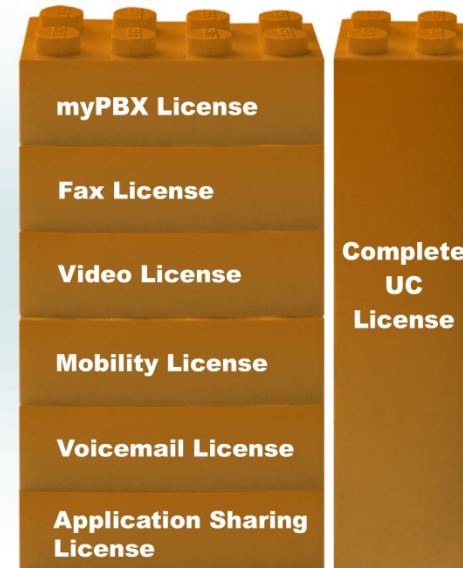 myPBX License
Fax License
Video License
Mobility License
Voicemail License
Application Sharing
License
Complete
UC
License